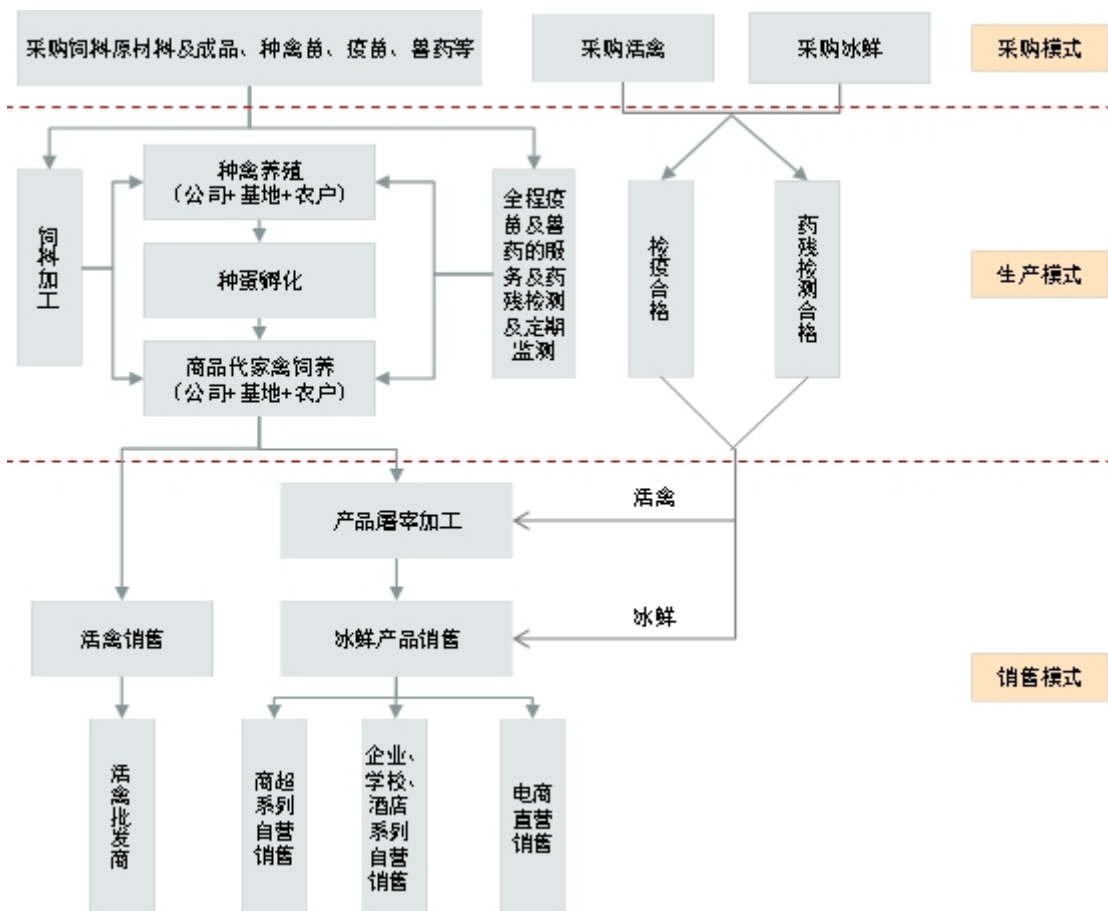 采购饲料原材料及成品、种禽苗、疫苗、兽药等
采购活禽
采购冰鲜
采购模式
种禽养殖
（公司+基地+农户）
饲料加工
种蛋孵化
商品代家禽饲养
（公司+基地+农户）
全程疫
苗及兽
药的服
务及药
残检测
及定期
监测
检疫合格
药残检测合格
生产模式
产品屠宰加工
活禽
活禽销售
冰鲜产品销售
冰鲜
销售模式
活禽批发商
商超
系列
自营
销售
企业、
学校、
酒店
系列
自营
销售
电商
直营
销售